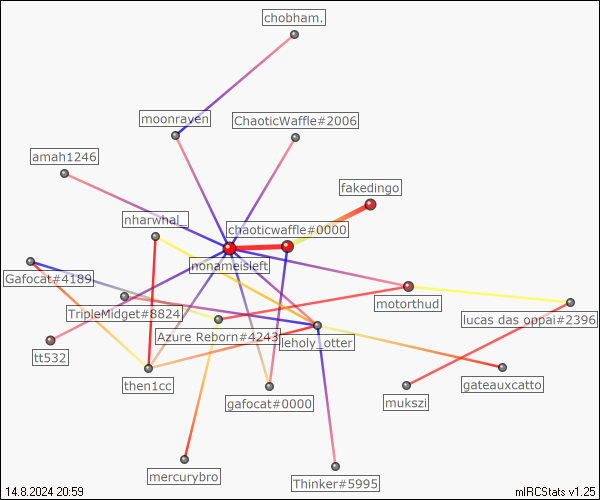 chobham.
moonraven
ChaoticWaffle#2006
amah1246
fakedingo
nharwhal_
chaoticwaffle#0000
nonameisleft
Gafocat#4189
TripleMidget#8824
motorthud
lucas das oppai#2396
Azure Reborn#4243
leholy_otter
tt532
then1cc
gateauxcatto
gafocat#0000
mukszi
mercurybro
Thinker#5995
14.8.2024 20:59
mIRCStats v1.25